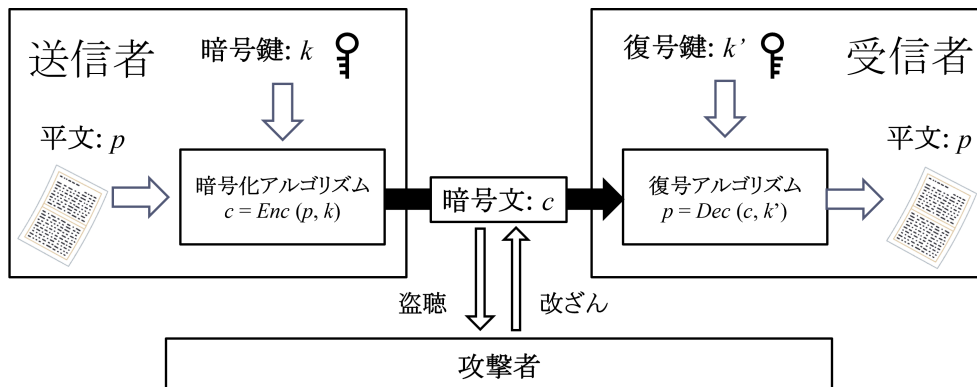 送信者
暗号鍵: k
平文: p
暗号化アルゴリズム
c = Enc (p, k)
暗号文: c
復号鍵: k’
受信者
復号アルゴリズム
p = Dec (c, k’)
平文: p
盗聴
改ざん
攻撃者